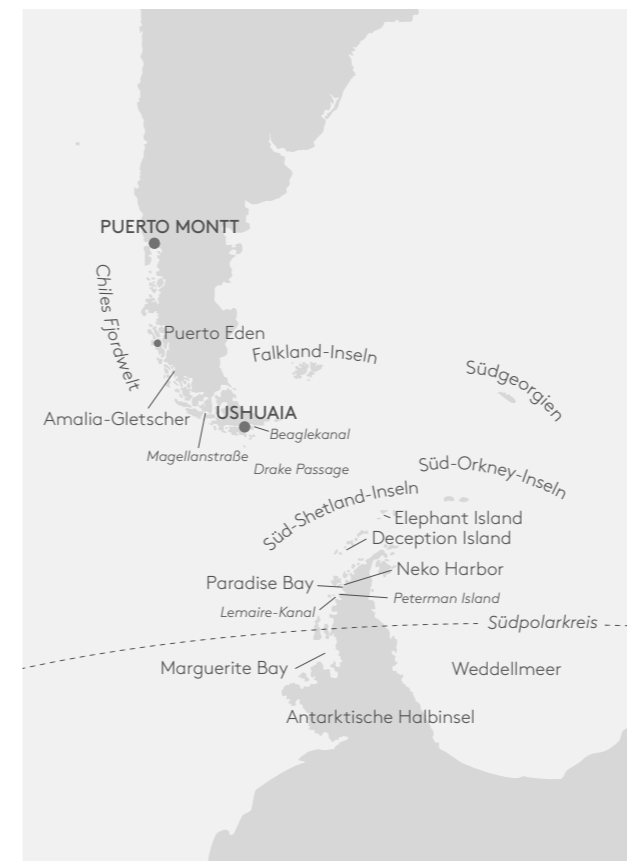 PUERTO MONTT
Chiles Fjordwelt
Puerto Eden
Falkland-Inseln
Südgeorgien
Amalia-Gletscher
USHUAIA
Beaglekanal
Magellanstraße
Drake Passage
Süd-Orkney-Inseln
Süd-Shetland-Inseln
Elephant Island
Deception Island
Neko Harbor
Paradise Bay
Peterman Island
Lemaire-Kanal
Südpolarkreis
Marguerite Bay
Weddellmeer
Antarktische Halbinsel